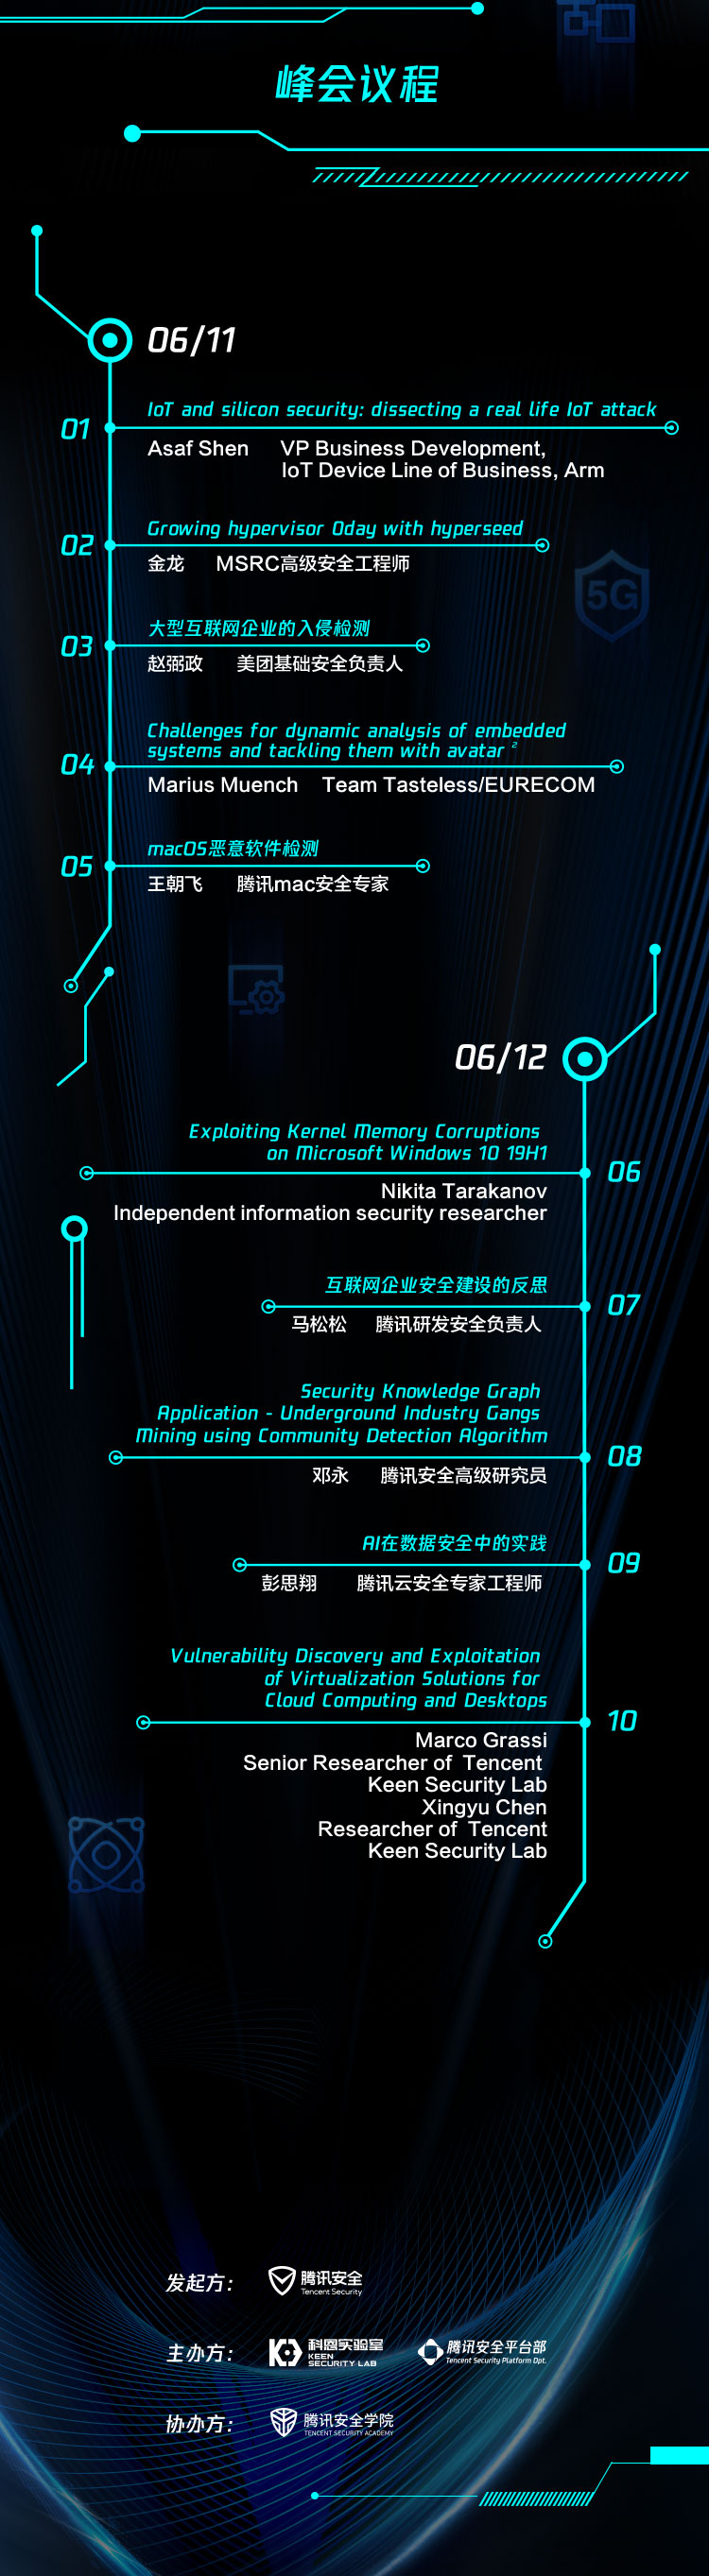 峰会议程
06/11
01
IoT and silicon security: dissecting a real life IoT attack
Asaf Shen VP Business Development,
IoT Device Line of Business, Arm
02
Growing hypervisor 0day with hyperseed
金龙 MSRC高级安全工程师
5G
03
大型互联网企业的入侵检测
赵弼政 美团基础安全负责人
04
Challenges for dynamic analysis of embedded
systems and tackling them with avatar ²
Marius Muench Team Tasteless/EURECOM
05
macOS恶意软件检测
王朝飞 腾讯mac安全专家
06/12
Exploiting Kernel Memory Corruptions
on Microsoft Windows 10 19H1
06
Nikita Tarakanov
Independent information security researcher
互联网企业安全建设的反思
07
马松松 腾讯研发安全负责人
Security Knowledge Graph
Application - Underground Industry Gangs
Mining using Community Detection Algorithm
08
邓永 腾讯安全高级研究员
AI在数据安全中的实践
09
彭思翔 腾讯云安全专家工程师
Vulnerability Discovery and Exploitation
of Virtualization Solutions for
Cloud Computing and Desktops
10
Marco Grassi
Senior Researcher of Tencent
Keen Security Lab
Xingyu Chen
Researcher of Tencent
Keen Security Lab
发起方：
腾讯安全
Tencent Security
主办方：
科恩实验室
KEEN
SECURITY LAB
腾讯安全平台部
Tencent Security Platform Dpt.
协办方：
腾讯安全学院
TENCENT SECURITY ACADEMY